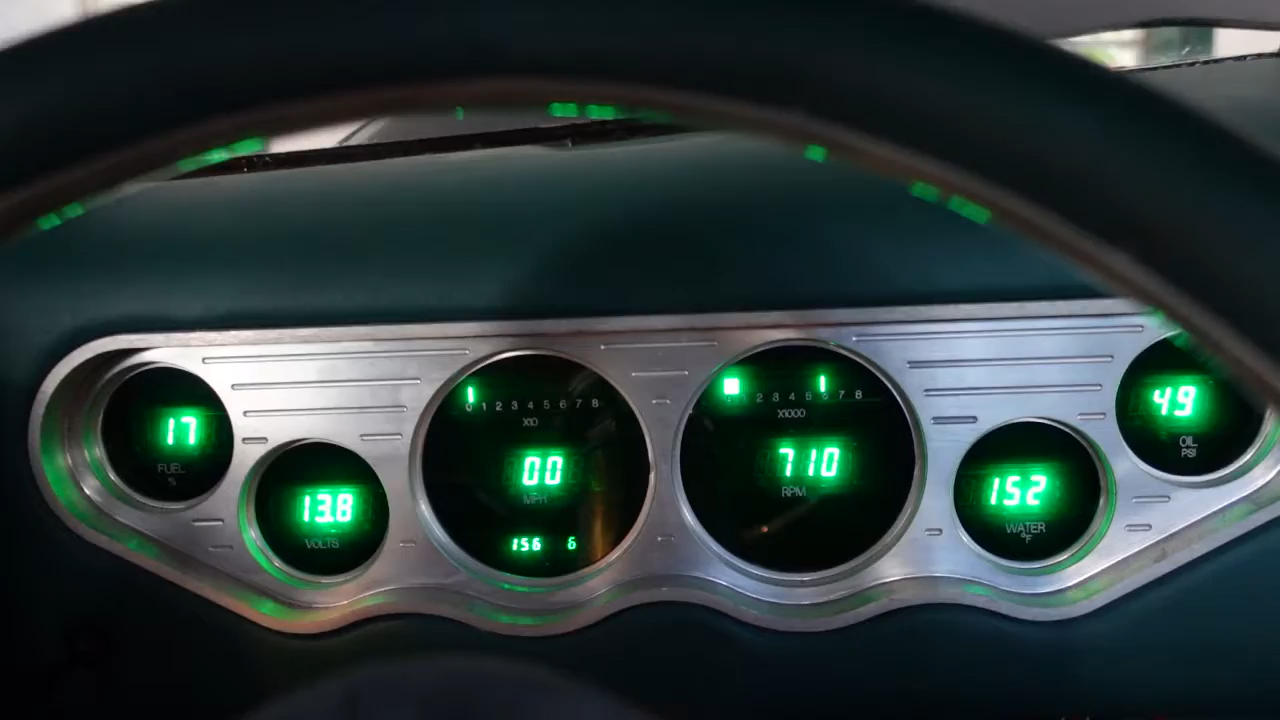 17
FUEL
%
13.8
VOLTS
0 1 2 3 4 5 6 7 8
X10
00
MPH
156 6
1 2 3 4 5 6 7 8
X1000
710
RPM
152
WATER
°F
49
OIL
PSI